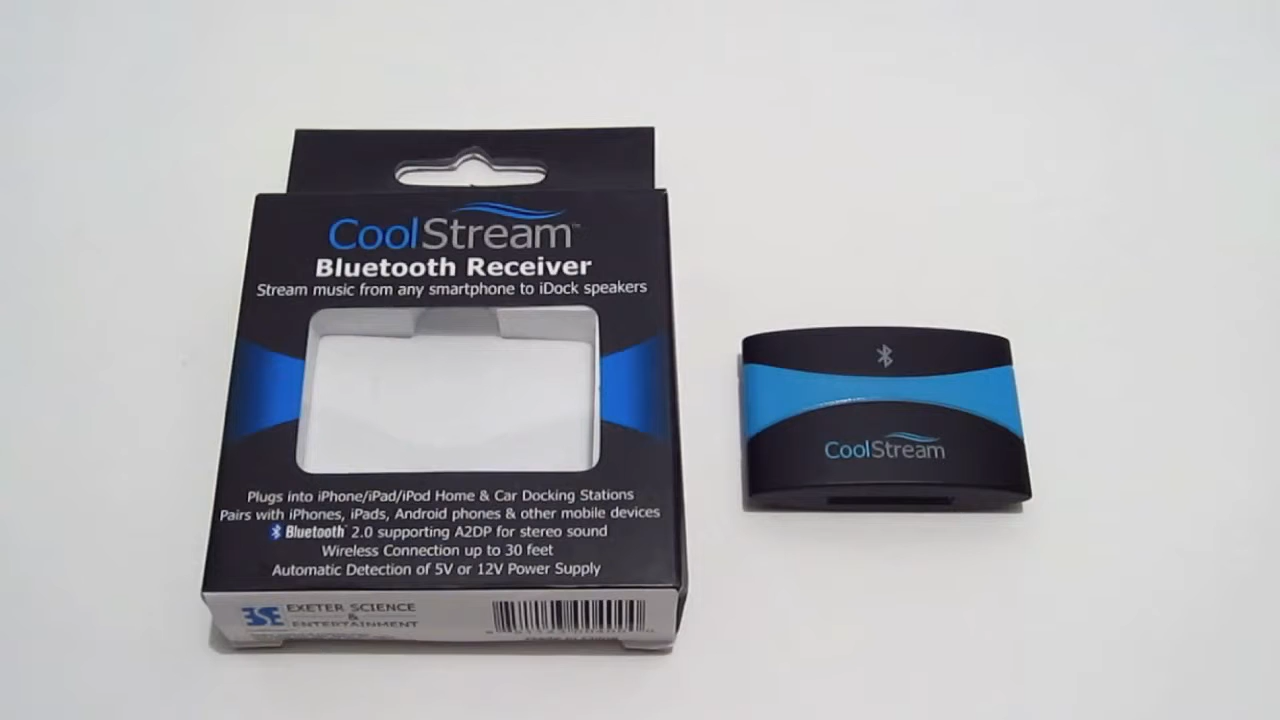 CoolStream™
Bluetooth Receiver
Stream music from any smartphone to iDock speakers
Plugs into iPhone/iPad/iPod Home & Car Docking Stations
Pairs with iPhones, iPads, Android phones & other mobile devices
Bluetooth 2.0 supporting A2DP for stereo sound
Wireless Connection up to 30 feet
Automatic Detection of 5V or 12V Power Supply
ESE EXETER SCIENCE
&
ENTERTAINMENT
CoolStream